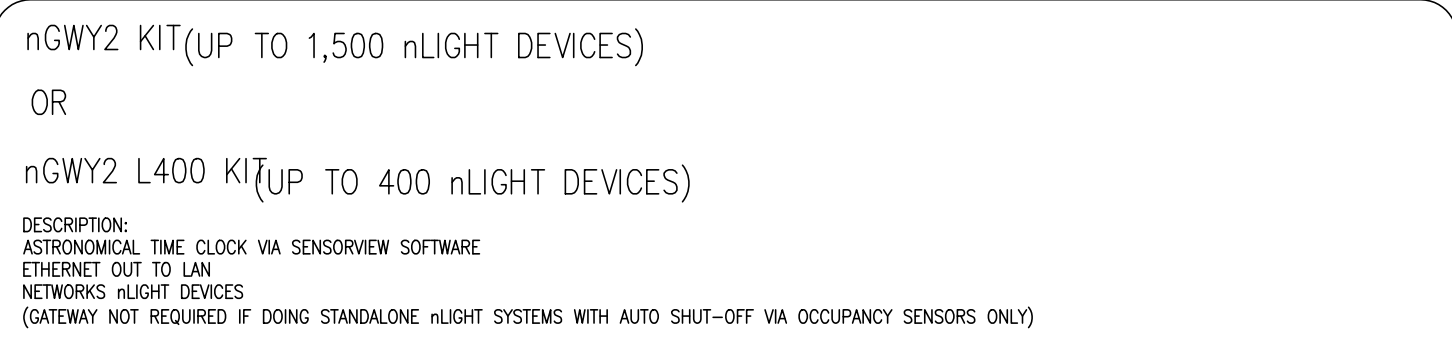 nGWY2 KIT(UP TO 1,500 nLIGHT DEVICES)
OR
nGWY2 L400 KIT(UP TO 400 nLIGHT DEVICES)
DESCRIPTION:
ASTRONOMICAL TIME CLOCK VIA SENSORVIEW SOFTWARE
ETHERNET OUT TO LAN
NETWORKS nLIGHT DEVICES
(GATEWAY NOT REQUIRED IF DOING STANDALONE nLIGHT SYSTEMS WITH AUTO SHUT-OFF VIA OCCUPANCY SENSORS ONLY)